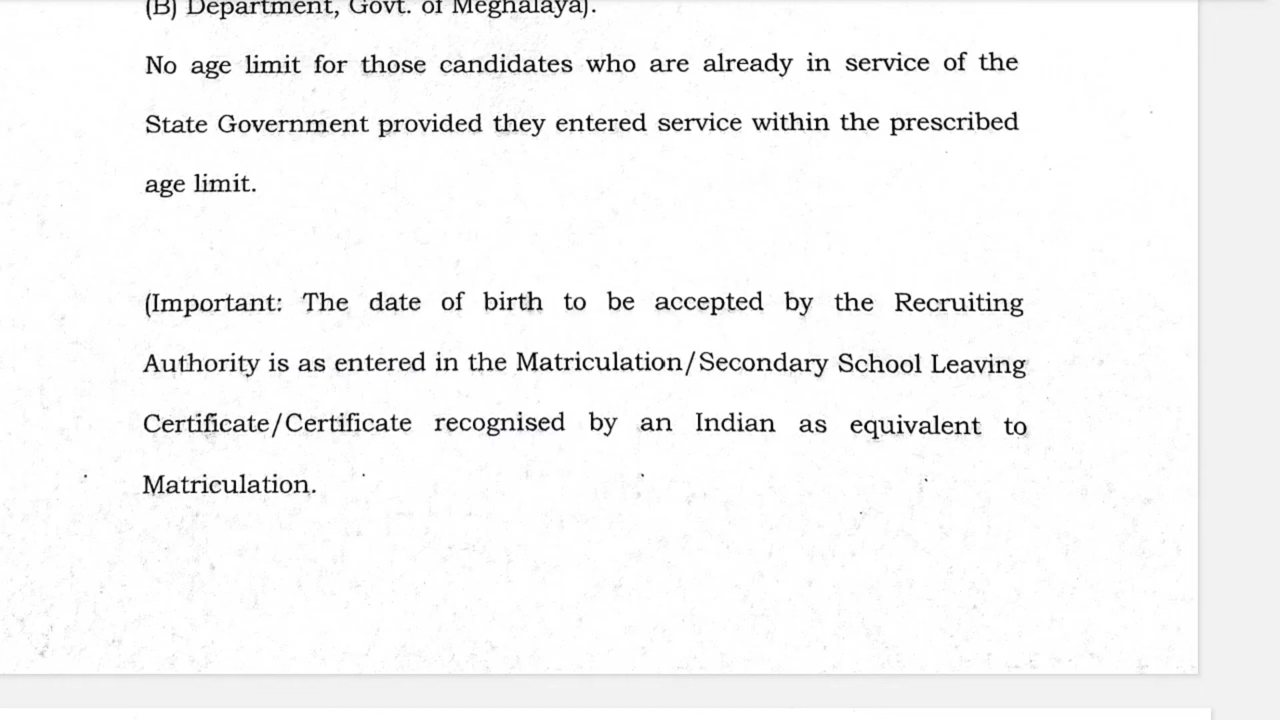 (B) Department, Govt. of Meghalaya).
No age limit for those candidates who are already in service of the
State Government provided they entered service within the prescribed
age limit.
(Important: The date of birth to be accepted by the Recruiting
Authority is as entered in the Matriculation/Secondary School Leaving
Certificate/Certificate recognised by an Indian as equivalent to
Matriculation.